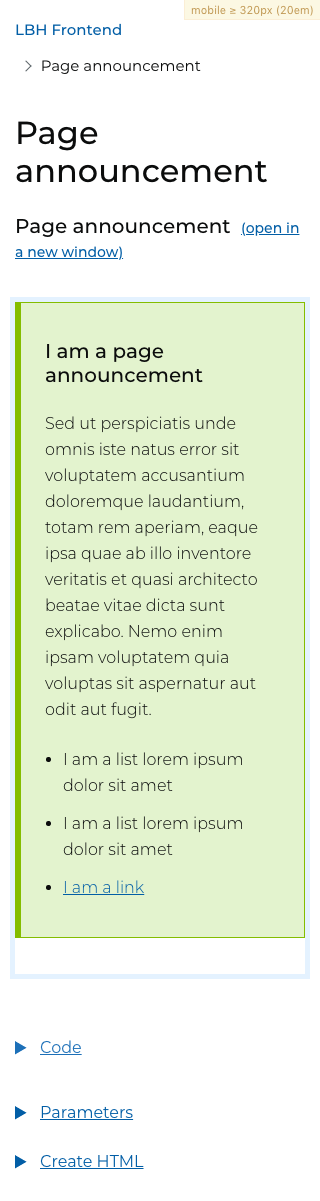 mobile ≥ 320px (20em)
LBH Frontend
Page announcement
Page
announcement
Page announcement (open in
a new window)
I am a page
announcement
Sed ut perspiciatis unde
omnis iste natus error sit
voluptatem accusantium
doloremque laudantium,
totam rem aperiam, eaque
ipsa quae ab illo inventore
veritatis et quasi architecto
beatae vitae dicta sunt
explicabo. Nemo enim
ipsam voluptatem quia
voluptas sit aspernatur aut
odit aut fugit.
I am a list lorem ipsum
dolor sit amet
I am a list lorem ipsum
dolor sit amet
I am a link
Code
Parameters
Create HTML